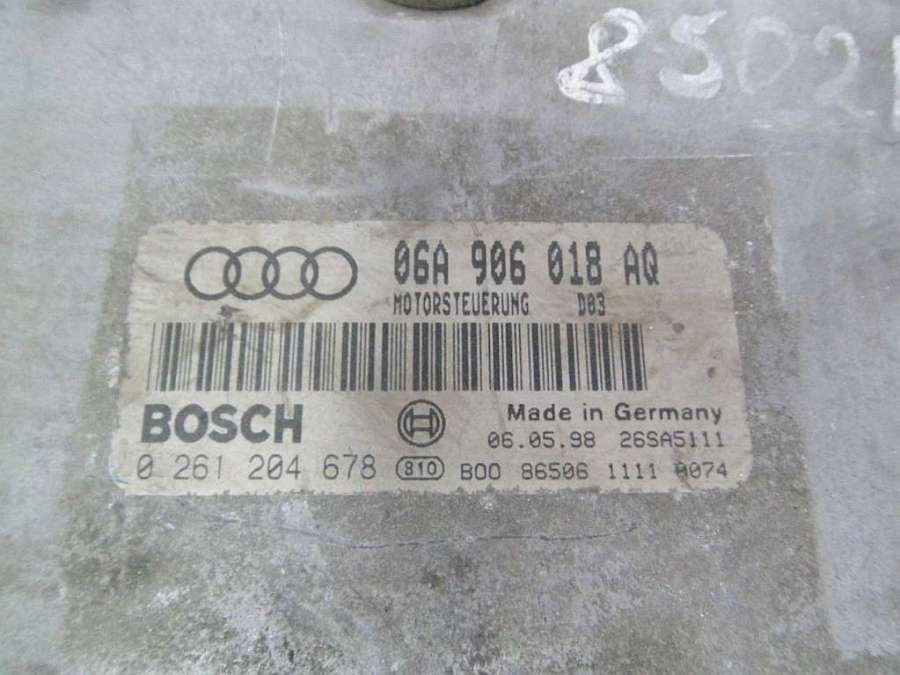 8502
06A 906 018 AQ
MOTORSTEUERUNG D03
BOSCH
Made in Germany
06.05.98 26SA5111
0 261 204 678 810 B00 86506 1111 0074